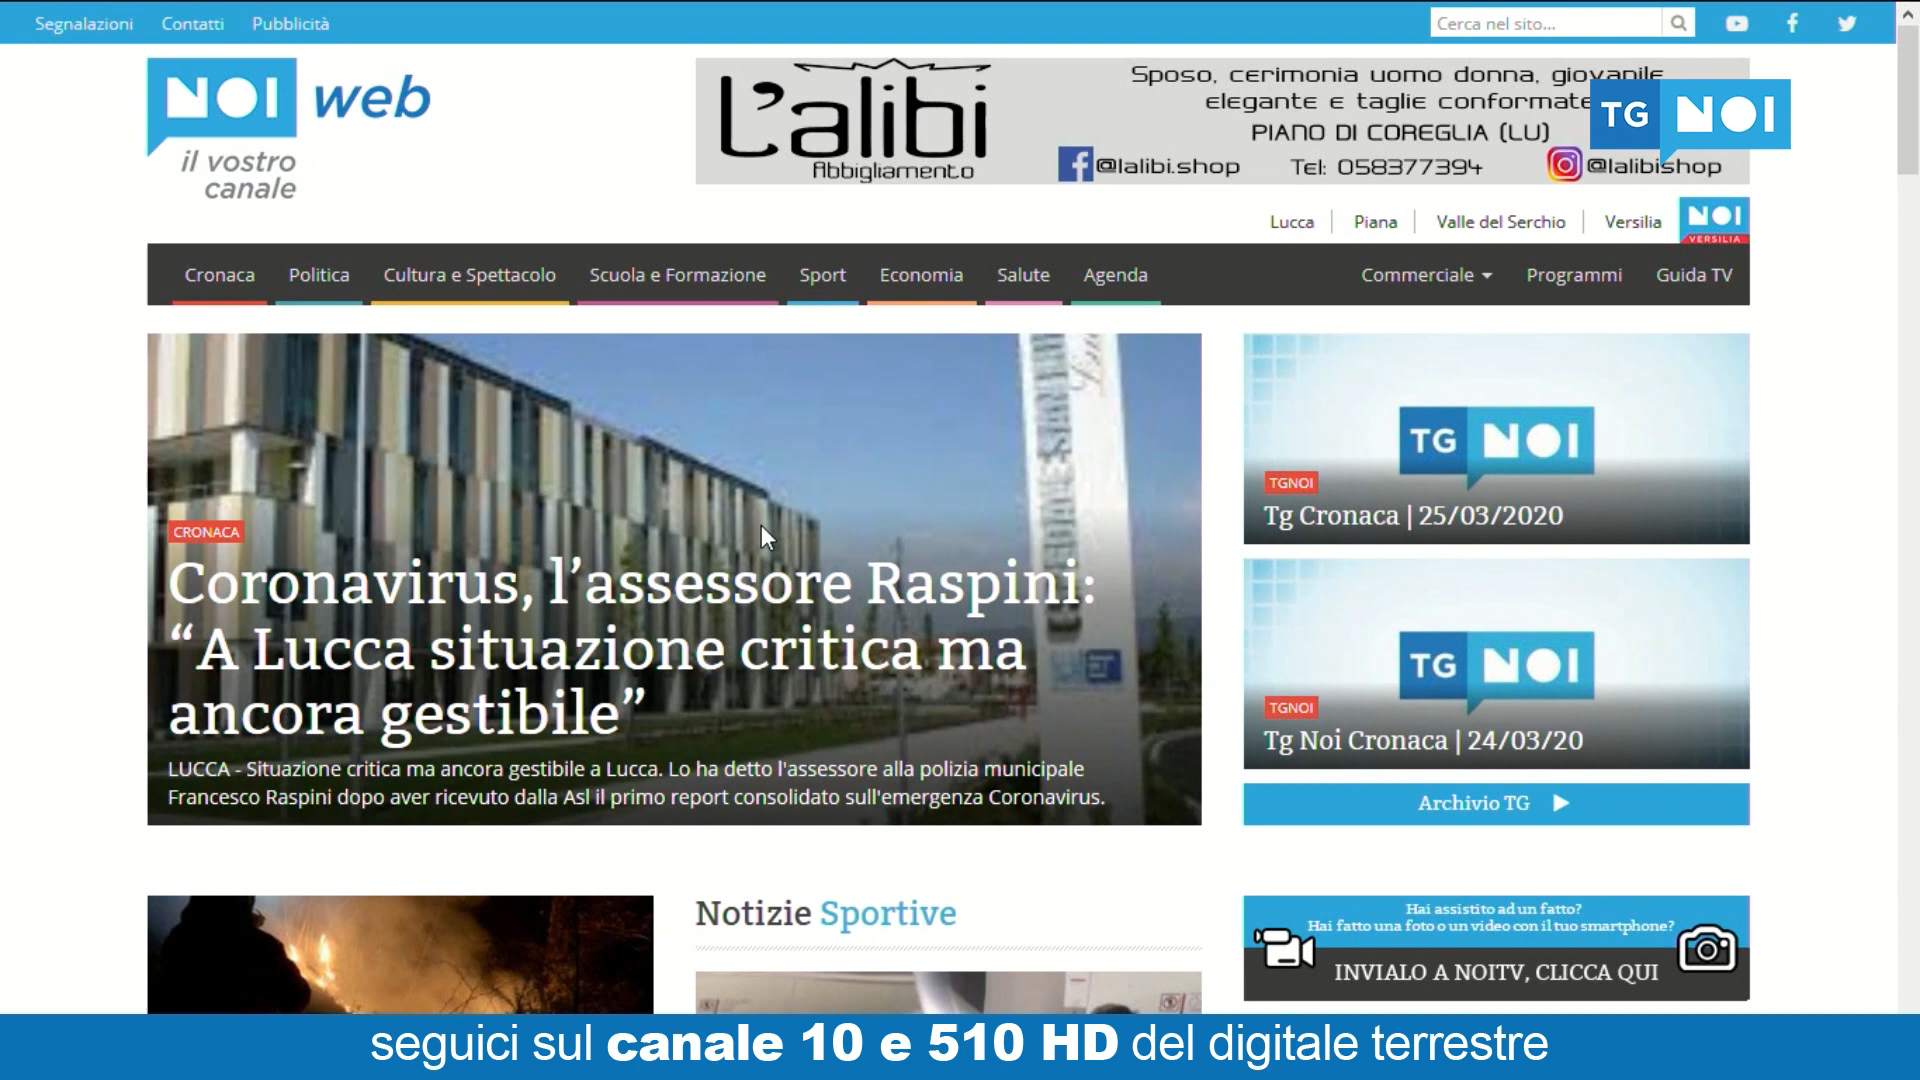 Segnalazioni Contatti Pubblicità
Cerca nel sito...
NOI web
il vostro
canale
L'alibi
Abbigliamento
Sposo, cerimonia uomo donna, giovanile
elegante e taglie conformate
PIANO DI COREGLIA (LU)
@lalibi.shop Tel: 058377394 @lalibishop
TG NOI
Lucca Piana Valle del Serchio Versilia
NOI
VERSILIA
Cronaca Politica Cultura e Spettacolo Scuola e Formazione Sport Economia Salute Agenda Commerciale Programmi Guida TV
CRONACA
Coronavirus, l’assessore Raspini:
“A Lucca situazione critica ma
ancora gestibile”
LUCCA - Situazione critica ma ancora gestibile a Lucca. Lo ha detto l'assessore alla polizia municipale
Francesco Raspini dopo aver ricevuto dalla Asl il primo report consolidato sull'emergenza Coronavirus.
TG NOI
TGNOI
Tg Cronaca | 25/03/2020
TG NOI
TGNOI
Tg Noi Cronaca | 24/03/20
Archivio TG
Notizie Sportive
Hai assistito ad un fatto?
Hai fatto una foto o un video con il tuo smartphone?
INVIALO A NOITV, CLICCA QUI
seguici sul canale 10 e 510 HD del digitale terrestre